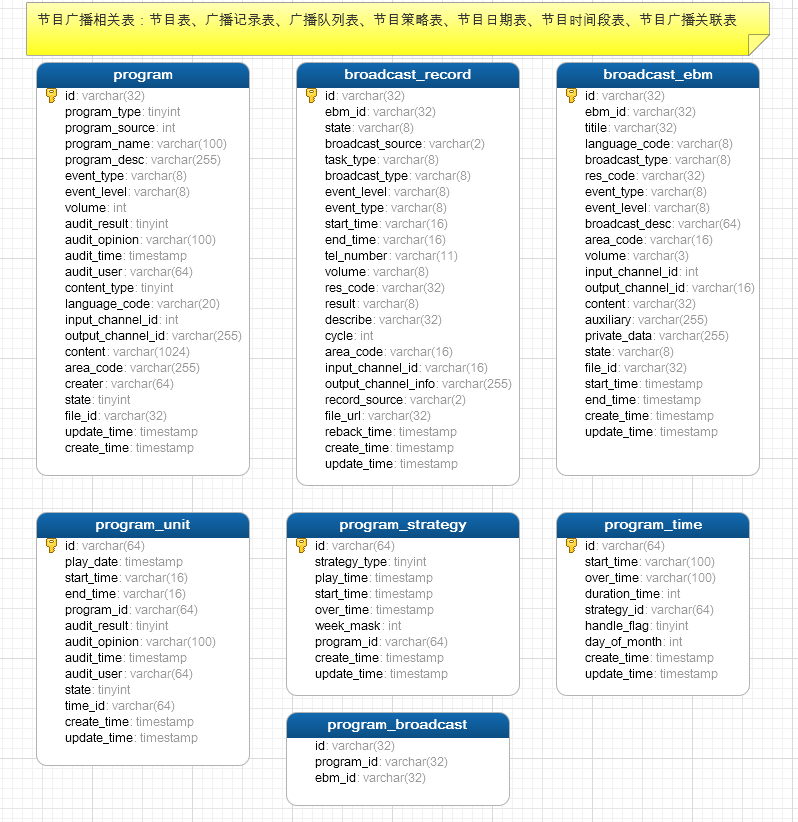 节目广播相关表：节目表、广播记录表、广播队列表、节目策略表、节目日期表、节目时间段表、节目广播关联表
program
id: varchar(32)
program_type: tinyint
program_source: int
program_name: varchar(100)
program_desc: varchar(255)
event_type: varchar(8)
event_level: varchar(8)
volume: int
audit_result: tinyint
audit_opinion: varchar(100)
audit_time: timestamp
audit_user: varchar(64)
content_type: tinyint
language_code: varchar(20)
input_channel_id: int
output_channel_id: varchar(255)
content: varchar(1024)
area_code: varchar(255)
creater: varchar(64)
state: tinyint
file_id: varchar(32)
update_time: timestamp
create_time: timestamp
broadcast_record
id: varchar(32)
ebm_id: varchar(32)
state: varchar(8)
broadcast_source: varchar(2)
task_type: varchar(8)
broadcast_type: varchar(8)
event_level: varchar(8)
event_type: varchar(8)
start_time: varchar(16)
end_time: varchar(16)
tel_number: varchar(11)
volume: varchar(8)
res_code: varchar(32)
result: varchar(8)
describe: varchar(32)
cycle: int
area_code: varchar(16)
input_channel_id: varchar(16)
output_channel_info: varchar(255)
record_source: varchar(2)
file_url: varchar(32)
reback_time: timestamp
create_time: timestamp
update_time: timestamp
broadcast_ebm
id: varchar(32)
ebm_id: varchar(32)
titile: varchar(32)
language_code: varchar(8)
broadcast_type: varchar(8)
res_code: varchar(32)
event_type: varchar(8)
event_level: varchar(8)
broadcast_desc: varchar(64)
area_code: varchar(16)
volume: varchar(3)
input_channel_id: int
output_channel_id: varchar(16)
content: varchar(32)
auxiliary: varchar(255)
private_data: varchar(255)
state: varchar(8)
file_id: varchar(32)
start_time: timestamp
end_time: timestamp
create_time: timestamp
update_time: timestamp
program_unit
id: varchar(64)
play_date: timestamp
start_time: varchar(16)
end_time: varchar(16)
program_id: varchar(64)
audit_result: tinyint
audit_opinion: varchar(100)
audit_time: timestamp
audit_user: varchar(64)
state: tinyint
time_id: varchar(64)
create_time: timestamp
update_time: timestamp
program_strategy
id: varchar(64)
strategy_type: tinyint
play_time: timestamp
start_time: timestamp
over_time: timestamp
week_mask: int
program_id: varchar(64)
create_time: timestamp
update_time: timestamp
program_time
id: varchar(64)
start_time: varchar(100)
over_time: varchar(100)
duration_time: int
strategy_id: varchar(64)
handle_flag: tinyint
day_of_month: int
create_time: timestamp
update_time: timestamp
program_broadcast
id: varchar(32)
program_id: varchar(32)
ebm_id: varchar(32)